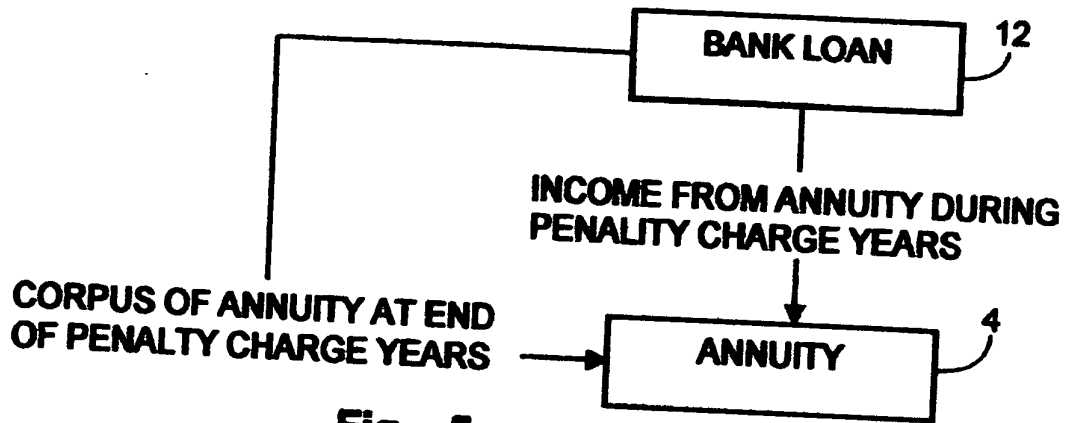 BANK LOAN
12
INCOME FROM ANNUITY DURING
PENALITY CHARGE YEARS
CORPUS OF ANNUITY AT END
OF PENALTY CHARGE YEARS
ANNUITY
4